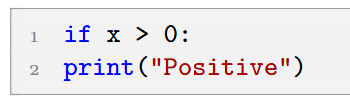 1 if x > 0:
2 print("Positive")